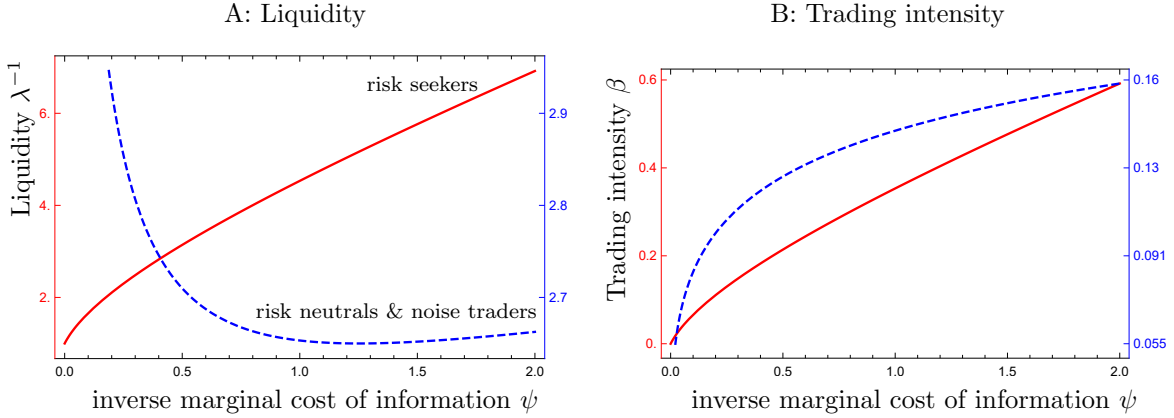 A: Liquidity
Liquidity λ⁻¹
6.
4.
2.
risk seekers
risk neutrals & noise traders
2.9
2.8
2.7
0.0 0.5 1.0 1.5 2.0
inverse marginal cost of information ψ
B: Trading intensity
Trading intensity β
0.6
0.4
0.2
0.
0.16
0.13
0.091
0.055
0.0 0.5 1.0 1.5 2.0
inverse marginal cost of information ψ